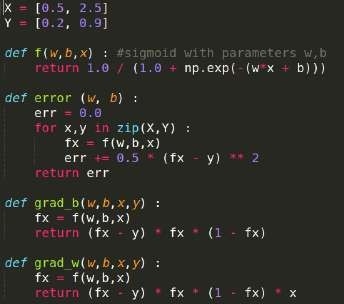 X = [0.5, 2.5]
Y = [0.2, 0.9]
def f(w,b,x) : #sigmoid with parameters w,b
    return 1.0 / (1.0 + np.exp(-(w*x + b)))
def error (w, b) :
    err = 0.0
    for x,y in zip(X,Y) :
        fx = f(w,b,x)
        err += 0.5 * (fx - y) ** 2
    return err
def grad_b(w,b,x,y) :
    fx = f(w,b,x)
    return (fx - y) * fx * (1 - fx)
def grad_w(w,b,x,y) :
    fx = f(w,b,x)
    return (fx - y) * fx * (1 - fx) * x